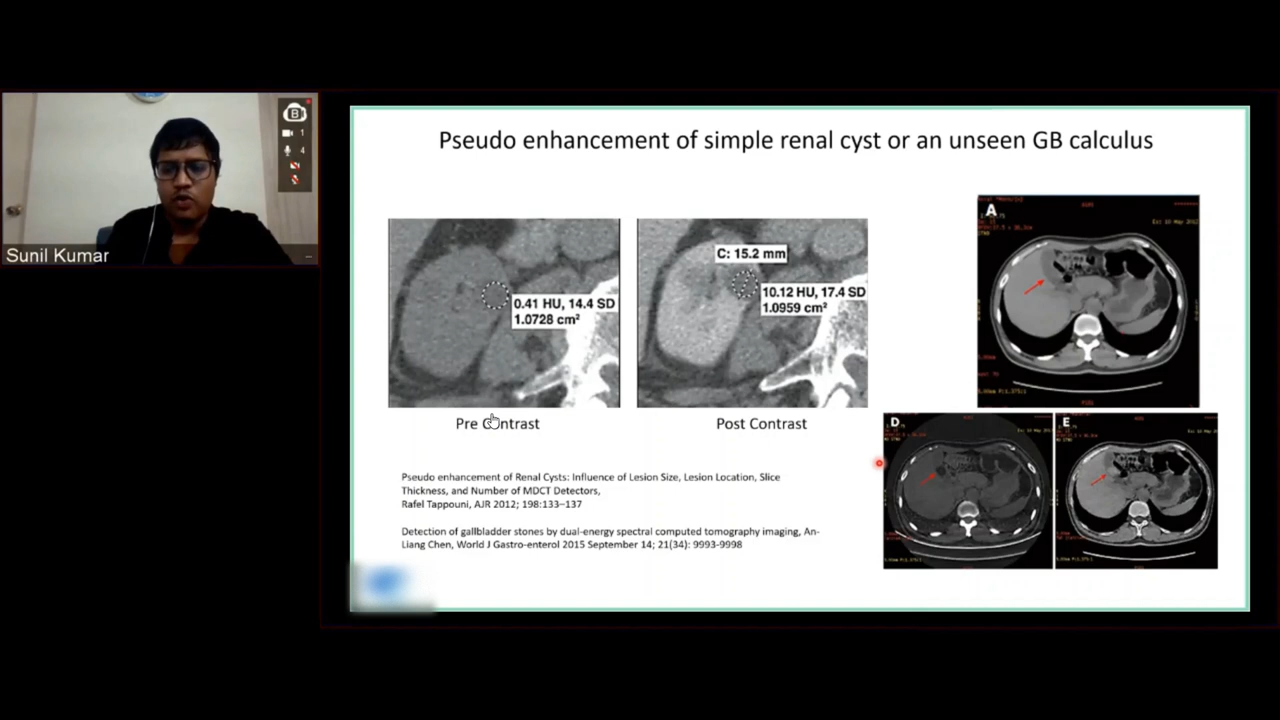 Pseudo enhancement of simple renal cyst or an unseen GB calculus
B
1
4
Sunil Kumar
C: 15.2 mm
0.41 HU, 14.4 SD
1.0728 cm²
10.12 HU, 17.4 SD
1.0959 cm²
A
Pre Contrast
Post Contrast
D
E
Pseudo enhancement of Renal Cysts: Influence of Lesion Size, Lesion Location, Slice
Thickness, and Number of MDCT Detectors,
Rafel Tappouni, AJR 2012; 198:133–137
Detection of gallbladder stones by dual-energy spectral computed tomography imaging, An-
Liang Chen, World J Gastro-enterol 2015 September 14; 21(34): 9993-9998